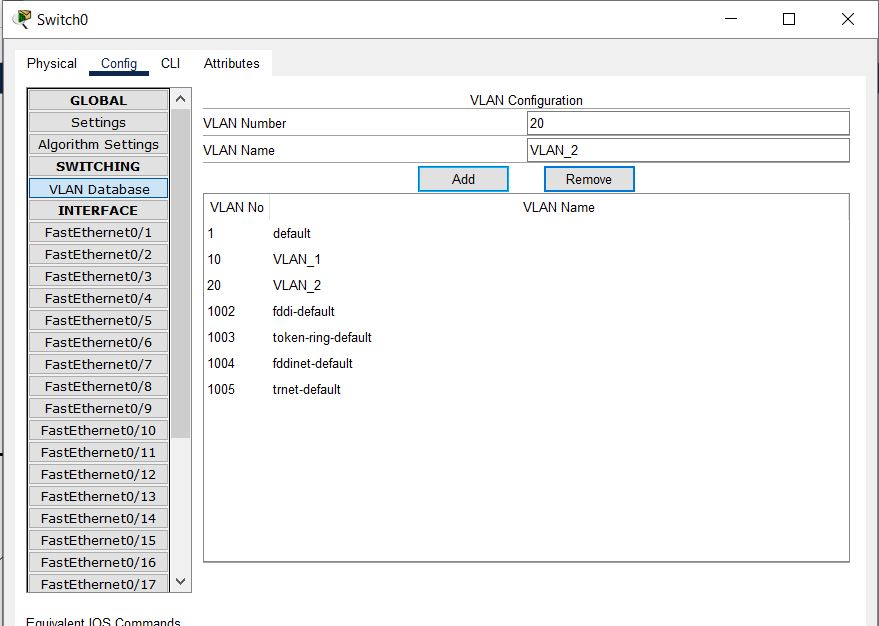 Switch0
Physical Config CLI Attributes
GLOBAL
Settings
Algorithm Settings
SWITCHING
VLAN Database
INTERFACE
FastEthernet0/1
FastEthernet0/2
FastEthernet0/3
FastEthernet0/4
FastEthernet0/5
FastEthernet0/6
FastEthernet0/7
FastEthernet0/8
FastEthernet0/9
FastEthernet0/10
FastEthernet0/11
FastEthernet0/12
FastEthernet0/13
FastEthernet0/14
FastEthernet0/15
FastEthernet0/16
FastEthernet0/17
VLAN Configuration
VLAN Number 20
VLAN Name VLAN_2
Add Remove
VLAN No VLAN Name
1 default
10 VLAN_1
20 VLAN_2
1002 fddi-default
1003 token-ring-default
1004 fddinet-default
1005 trnet-default
Equivalent IOS Commands